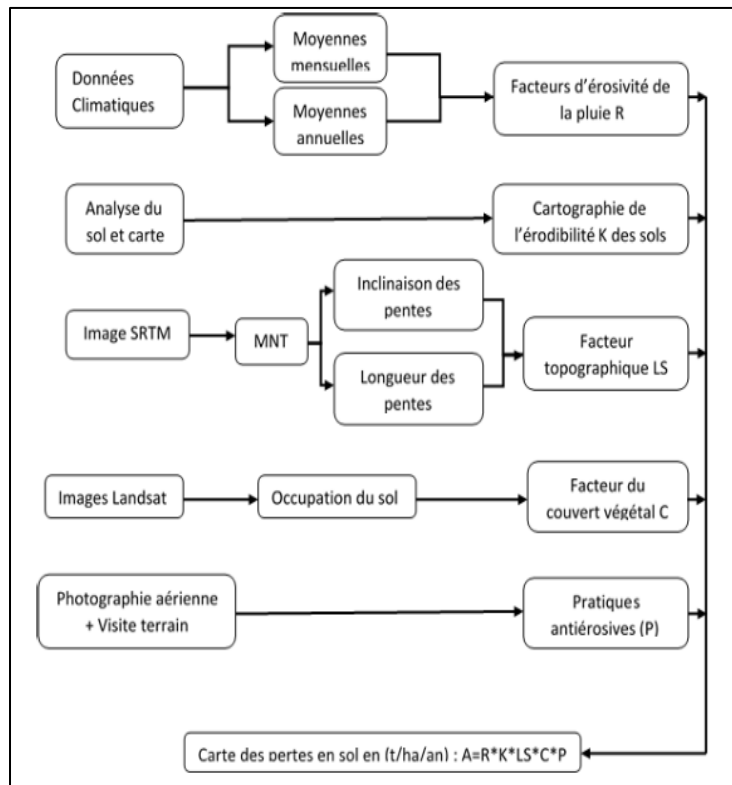 Données
Climatiques
Moyennes
mensuelles
Moyennes
annuelles
Facteurs d'érosivité de
la pluie R
Analyse du
sol et carte
Cartographie de
l'érodibilité K des sols
Image SRTM
MNT
Inclinaison des
pentes
Longueur des
pentes
Facteur
topographique LS
Images Landsat
Occupation du sol
Facteur du
couvert végétal C
Photographie aérienne
+ Visite terrain
Pratiques
antiérosives (P)
Carte des pertes en sol en (t/ha/an) : A=R*K*LS*C*P